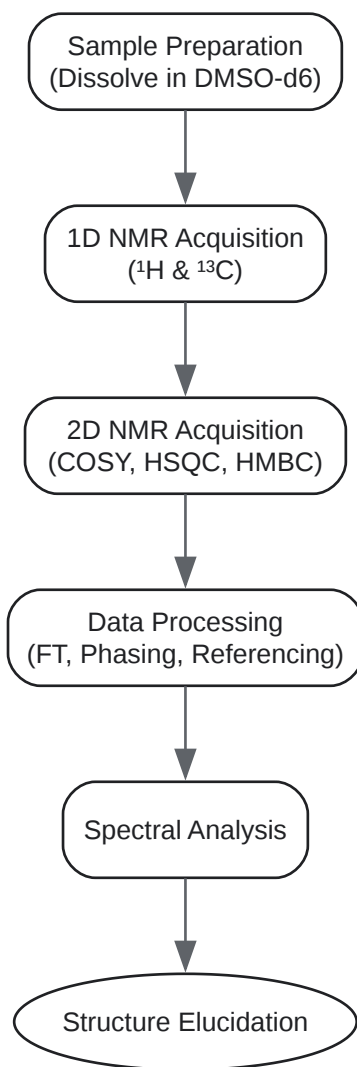 Sample Preparation
(Dissolve in DMSO-d6)
1D NMR Acquisition
(¹H & ¹³C)
2D NMR Acquisition
(COSY, HSQC, HMBC)
Data Processing
(FT, Phasing, Referencing)
Spectral Analysis
Structure Elucidation